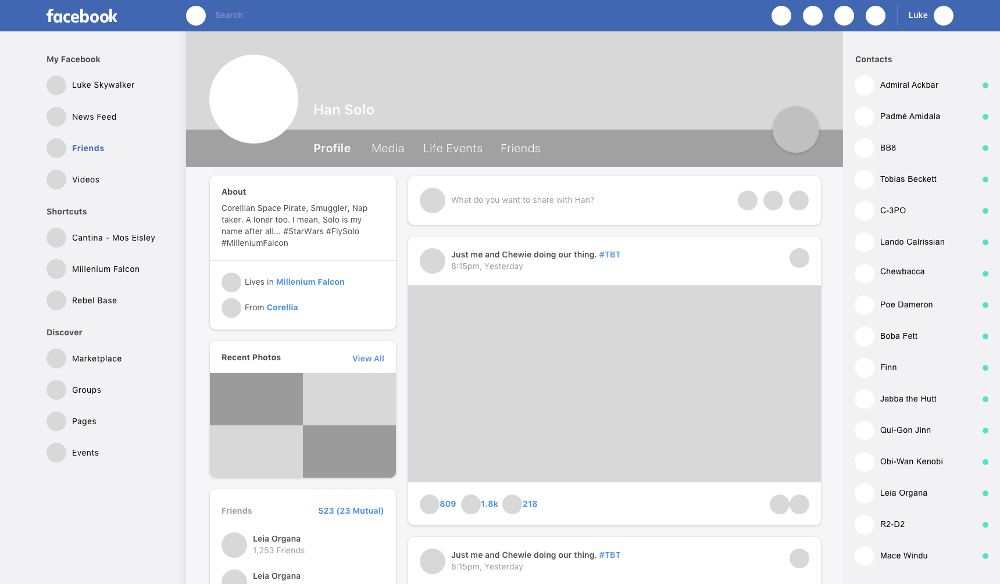 facebook
Search
Luke
My Facebook
Luke Skywalker
News Feed
Friends
Videos
Shortcuts
Cantina - Mos Eisley
Millenium Falcon
Rebel Base
Discover
Marketplace
Groups
Pages
Events
Han Solo
Profile
Media
Life Events
Friends
About
Corellian Space Pirate, Smuggler, Nap
taker. A loner too. I mean, Solo is my
name after all... #StarWars #FlySolo
#MilleniumFalcon
Lives in Millenium Falcon
From Corellia
Recent Photos
View All
Friends
523 (23 Mutual)
Leia Organa
1,253 Friends
Leia Organa
What do you want to share with Han?
Just me and Chewie doing our thing. #TBT
8:15pm, Yesterday
809
1.8k
218
Just me and Chewie doing our thing. #TBT
8:15pm, Yesterday
Contacts
Admiral Ackbar
Padmé Amidala
BB8
Tobias Beckett
C-3PO
Lando Calrissian
Chewbacca
Poe Dameron
Boba Fett
Finn
Jabba the Hutt
Qui-Gon Jinn
Obi-Wan Kenobi
Leia Organa
R2-D2
Mace Windu